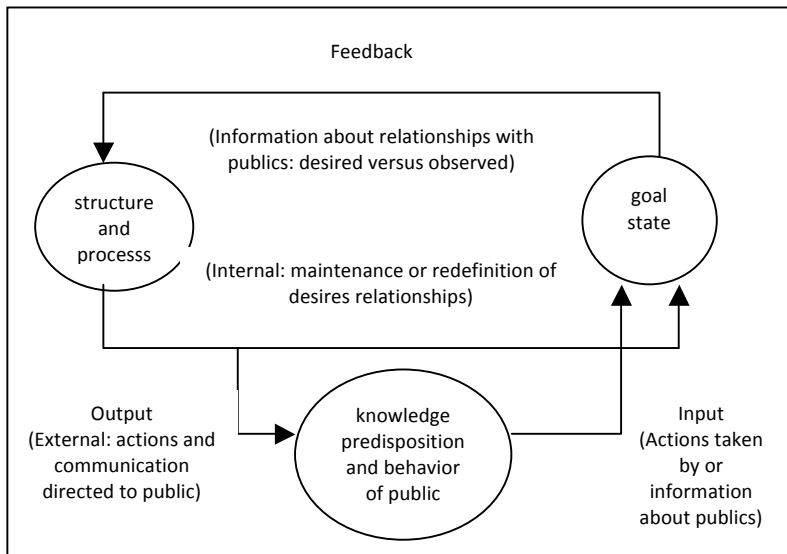 Feedback
(Information about relationships with
publics: desired versus observed)
structure
and
processs
goal
state
(Internal: maintenance or redefinition of
desires relationships)
Output
(External: actions and
communication
directed to public)
knowledge
predisposition
and behavior
of public
Input
(Actions taken
by or
information
about publics)